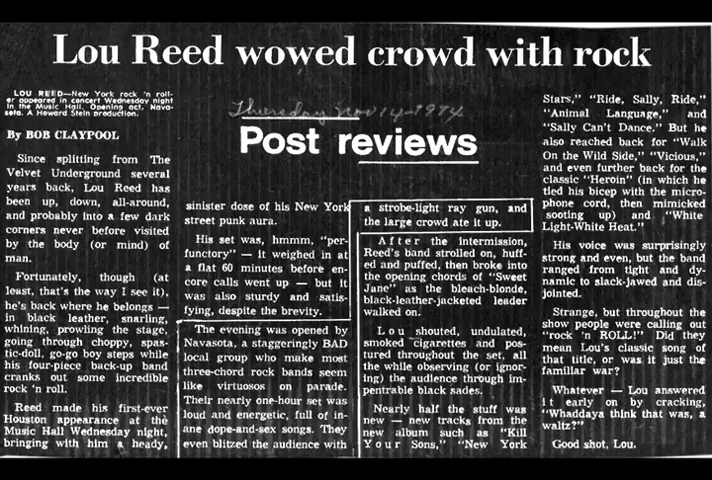 Lou Reed wowed crowd with rock
LOU REED—New York rock 'n roll-
er appeared in concert Wednesday night
in the Music Hall. Opening act, Nava-
sota. A Howard Stein production.
Thursday Nov 14 - 1974
Post reviews
By BOB CLAYPOOL
Since splitting from The
Velvet Underground several
years back, Lou Reed has
been up, down, all-around,
and probably into a few dark
corners never before visited
by the body (or mind) of
man.
Fortunately, though (at
least, that's the way I see it),
he's back where he belongs —
in black leather, snarling,
whining, prowling the stage,
going through choppy, spas-
tic-doll, go-go boy steps while
his four-piece back-up band
cranks out some incredible
rock 'n roll.
Reed made his first-ever
Houston appearance at the
Music Hall Wednesday night,
bringing with him a heady,
sinister dose of his New York
street punk aura.
His set was, hmmm, "per-
functory" — it weighed in at
a flat 60 minutes before en-
core calls went up — but it
was also sturdy and satis-
fying, despite the brevity.
The evening was opened by
Navasota, a staggeringly BAD
local group who make most
three-chord rock bands seem
like virtuosos on parade.
Their nearly one-hour set was
loud and energetic, full of in-
ane dope-and-sex songs. They
even blitzed the audience with
a strobe-light ray gun, and
the large crowd ate it up.
After the intermission,
Reed's band strolled on, huff-
ed and puffed, then broke into
the opening chords of "Sweet
Jane" as the bleach-blonde,
black-leather-jacketed leader
walked on.
Lou shouted, undulated,
smoked cigarettes and pos-
tured throughout the set, all
the while observing (or ignor-
ing) the audience through im-
pentrable black sades.
Nearly half the stuff was
new — new tracks from the
new album such as "Kill
Your Sons," "New York
Stars," "Ride, Sally, Ride,"
"Animal Language," and
"Sally Can't Dance." But he
also reached back for "Walk
On the Wild Side," "Vicious,"
and even further back for the
classic "Heroin" (in which he
tied his bicep with the micro-
phone cord, then mimicked
sooting up) and "White
Light-White Heat."
His voice was surprisingly
strong and even, but the band
ranged from tight and dy-
namic to slack-jawed and dis-
jointed.
Strange, but throughout the
show people were calling out
"rock 'n ROLL!" Did they
mean Lou's classic song of
that title, or was it just the
familiar war?
Whatever — Lou answered
it early on by cracking,
"Whaddaya think that was, a
waltz?"
Good shot, Lou.